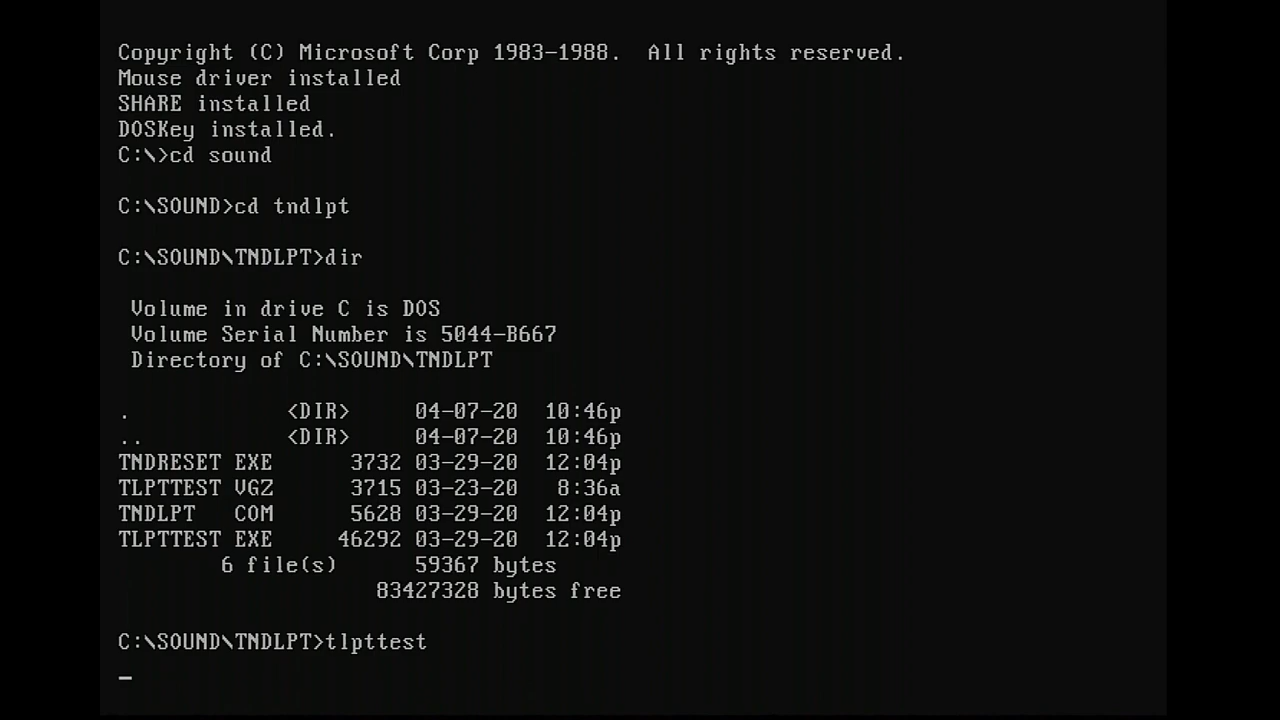 Copyright (C) Microsoft Corp 1983-1988.  All rights reserved.
Mouse driver installed
SHARE installed
DOSKey installed.
C:\>cd sound
C:\SOUND>cd tndlpt
C:\SOUND\TNDLPT>dir
 Volume in drive C is DOS
 Volume Serial Number is 5044-B667
 Directory of C:\SOUND\TNDLPT
.            <DIR>     04-07-20  10:46p
..           <DIR>     04-07-20  10:46p
TNDRESET EXE      3732 03-29-20  12:04p
TLPTTEST VGZ      3715 03-23-20   8:36a
TNDLPT   COM      5628 03-29-20  12:04p
TLPTTEST EXE     46292 03-29-20  12:04p
        6 file(s)      59367 bytes
                    83427328 bytes free
C:\SOUND\TNDLPT>tlpttest
_